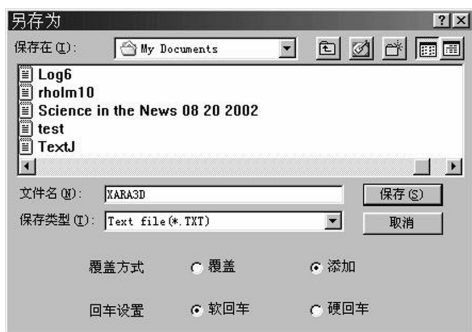 另存为
保存在(I): My Documents
Log6
rholm10
Science in the News 08 20 2002
test
TextJ
文件名(N): XARA3D 保存(S)
保存类型(T): Text file(*.TXT) 取消
覆盖方式 覆盖 添加
回车设置 软回车 硬回车